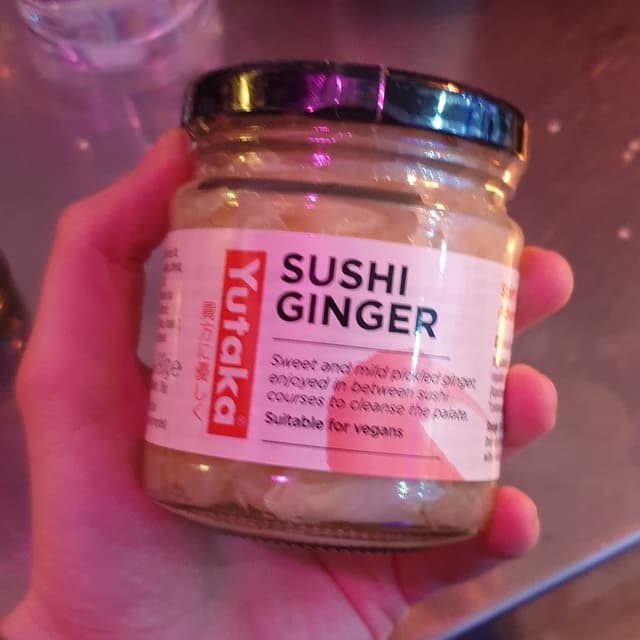 Yutaka
SUSHI
GINGER
Sweet and mild pickled ginger,
enjoyed in between sushi
courses to cleanse the palate.
Suitable for vegans